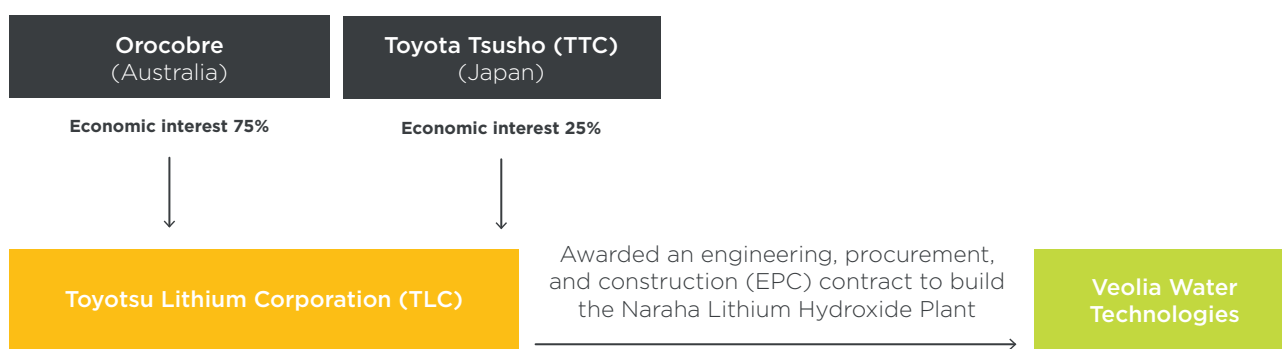 Orocobre
(Australia)
Toyota Tsusho (TTC)
(Japan)
Economic interest 75%
Economic interest 25%
Toyotsu Lithium Corporation (TLC)
Awarded an engineering, procurement,
and construction (EPC) contract to build
the Naraha Lithium Hydroxide Plant
Veolia Water
Technologies